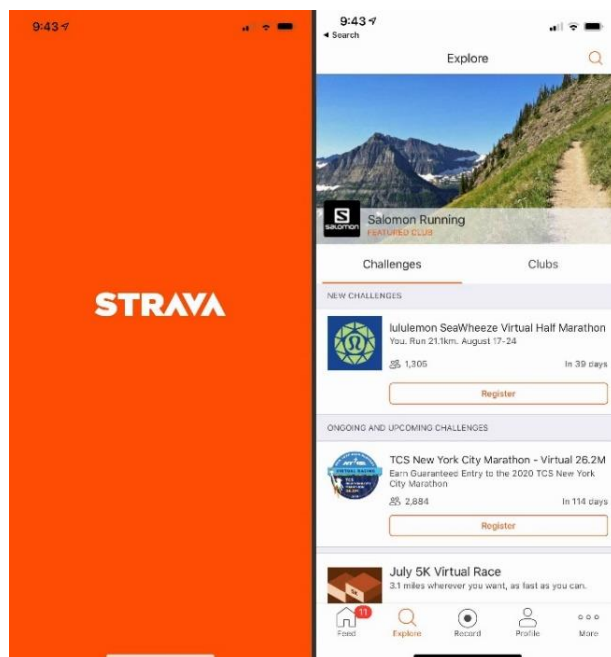 9:43
STRAVA
9:43
Search
Explore
S
SALOMON
Salomon Running
FEATURED CLUB
Challenges
Clubs
NEW CHALLENGES
lululemon SeaWheeze Virtual Half Marathon
You. Run 21.1km. August 17-24
1,305
In 39 days
Register
ONGOING AND UPCOMING CHALLENGES
VIRTUAL RACING
TCS New York City Marathon - Virtual 26.2M
Earn Guaranteed Entry to the 2020 TCS New York
City Marathon
2,884
In 114 days
Register
5K
July 5K Virtual Race
3.1 miles wherever you want, as fast as you can.
11
Feed
Explore
Record
Profile
More